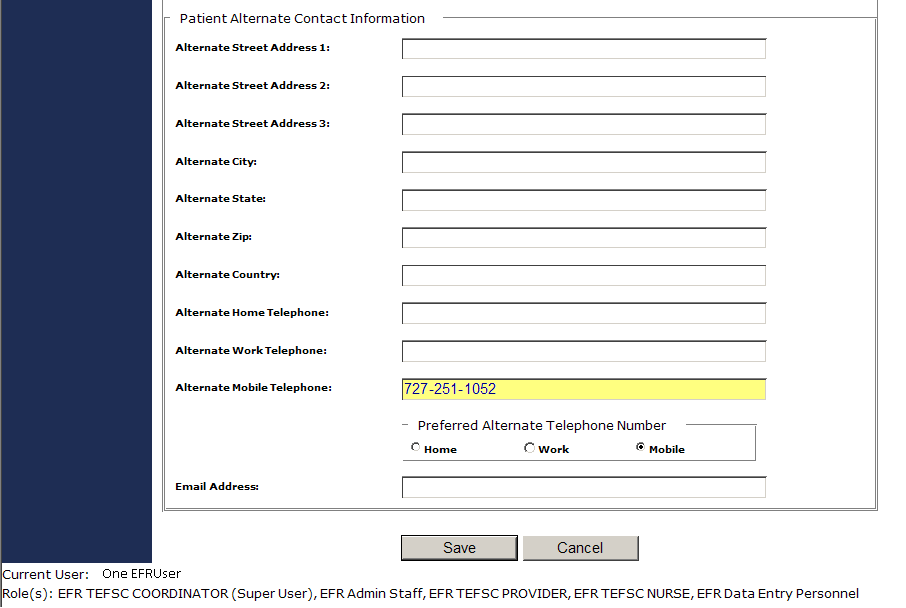 Patient Alternate Contact Information
Alternate Street Address 1:
Alternate Street Address 2:
Alternate Street Address 3:
Alternate City:
Alternate State:
Alternate Zip:
Alternate Country:
Alternate Home Telephone:
Alternate Work Telephone:
Alternate Mobile Telephone: 727-251-1052
Preferred Alternate Telephone Number
Home Work Mobile
Email Address:
Save Cancel
Current User: One EFRUser
Role(s): EFR TEFSC COORDINATOR (Super User), EFR Admin Staff, EFR TEFSC PROVIDER, EFR TEFSC NURSE, EFR Data Entry Personnel